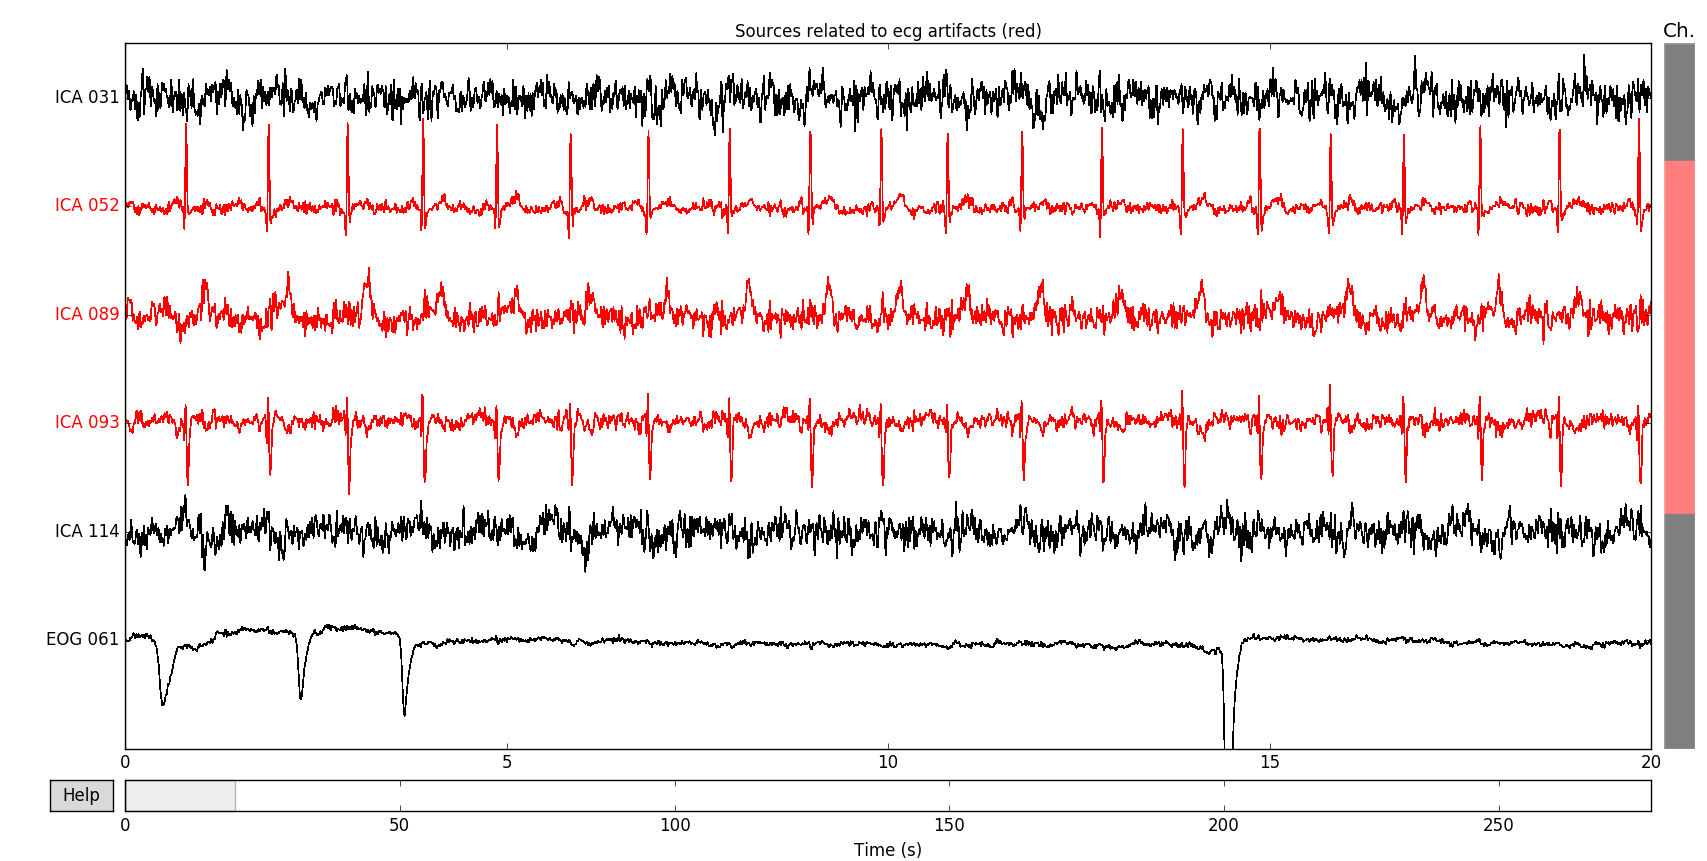 Sources related to ecg artifacts (red)
Ch.
ICA 031
ICA 052
ICA 089
ICA 093
ICA 114
EOG 061
0 5 10 15 20
Help
0 50 100 150 200 250
Time (s)